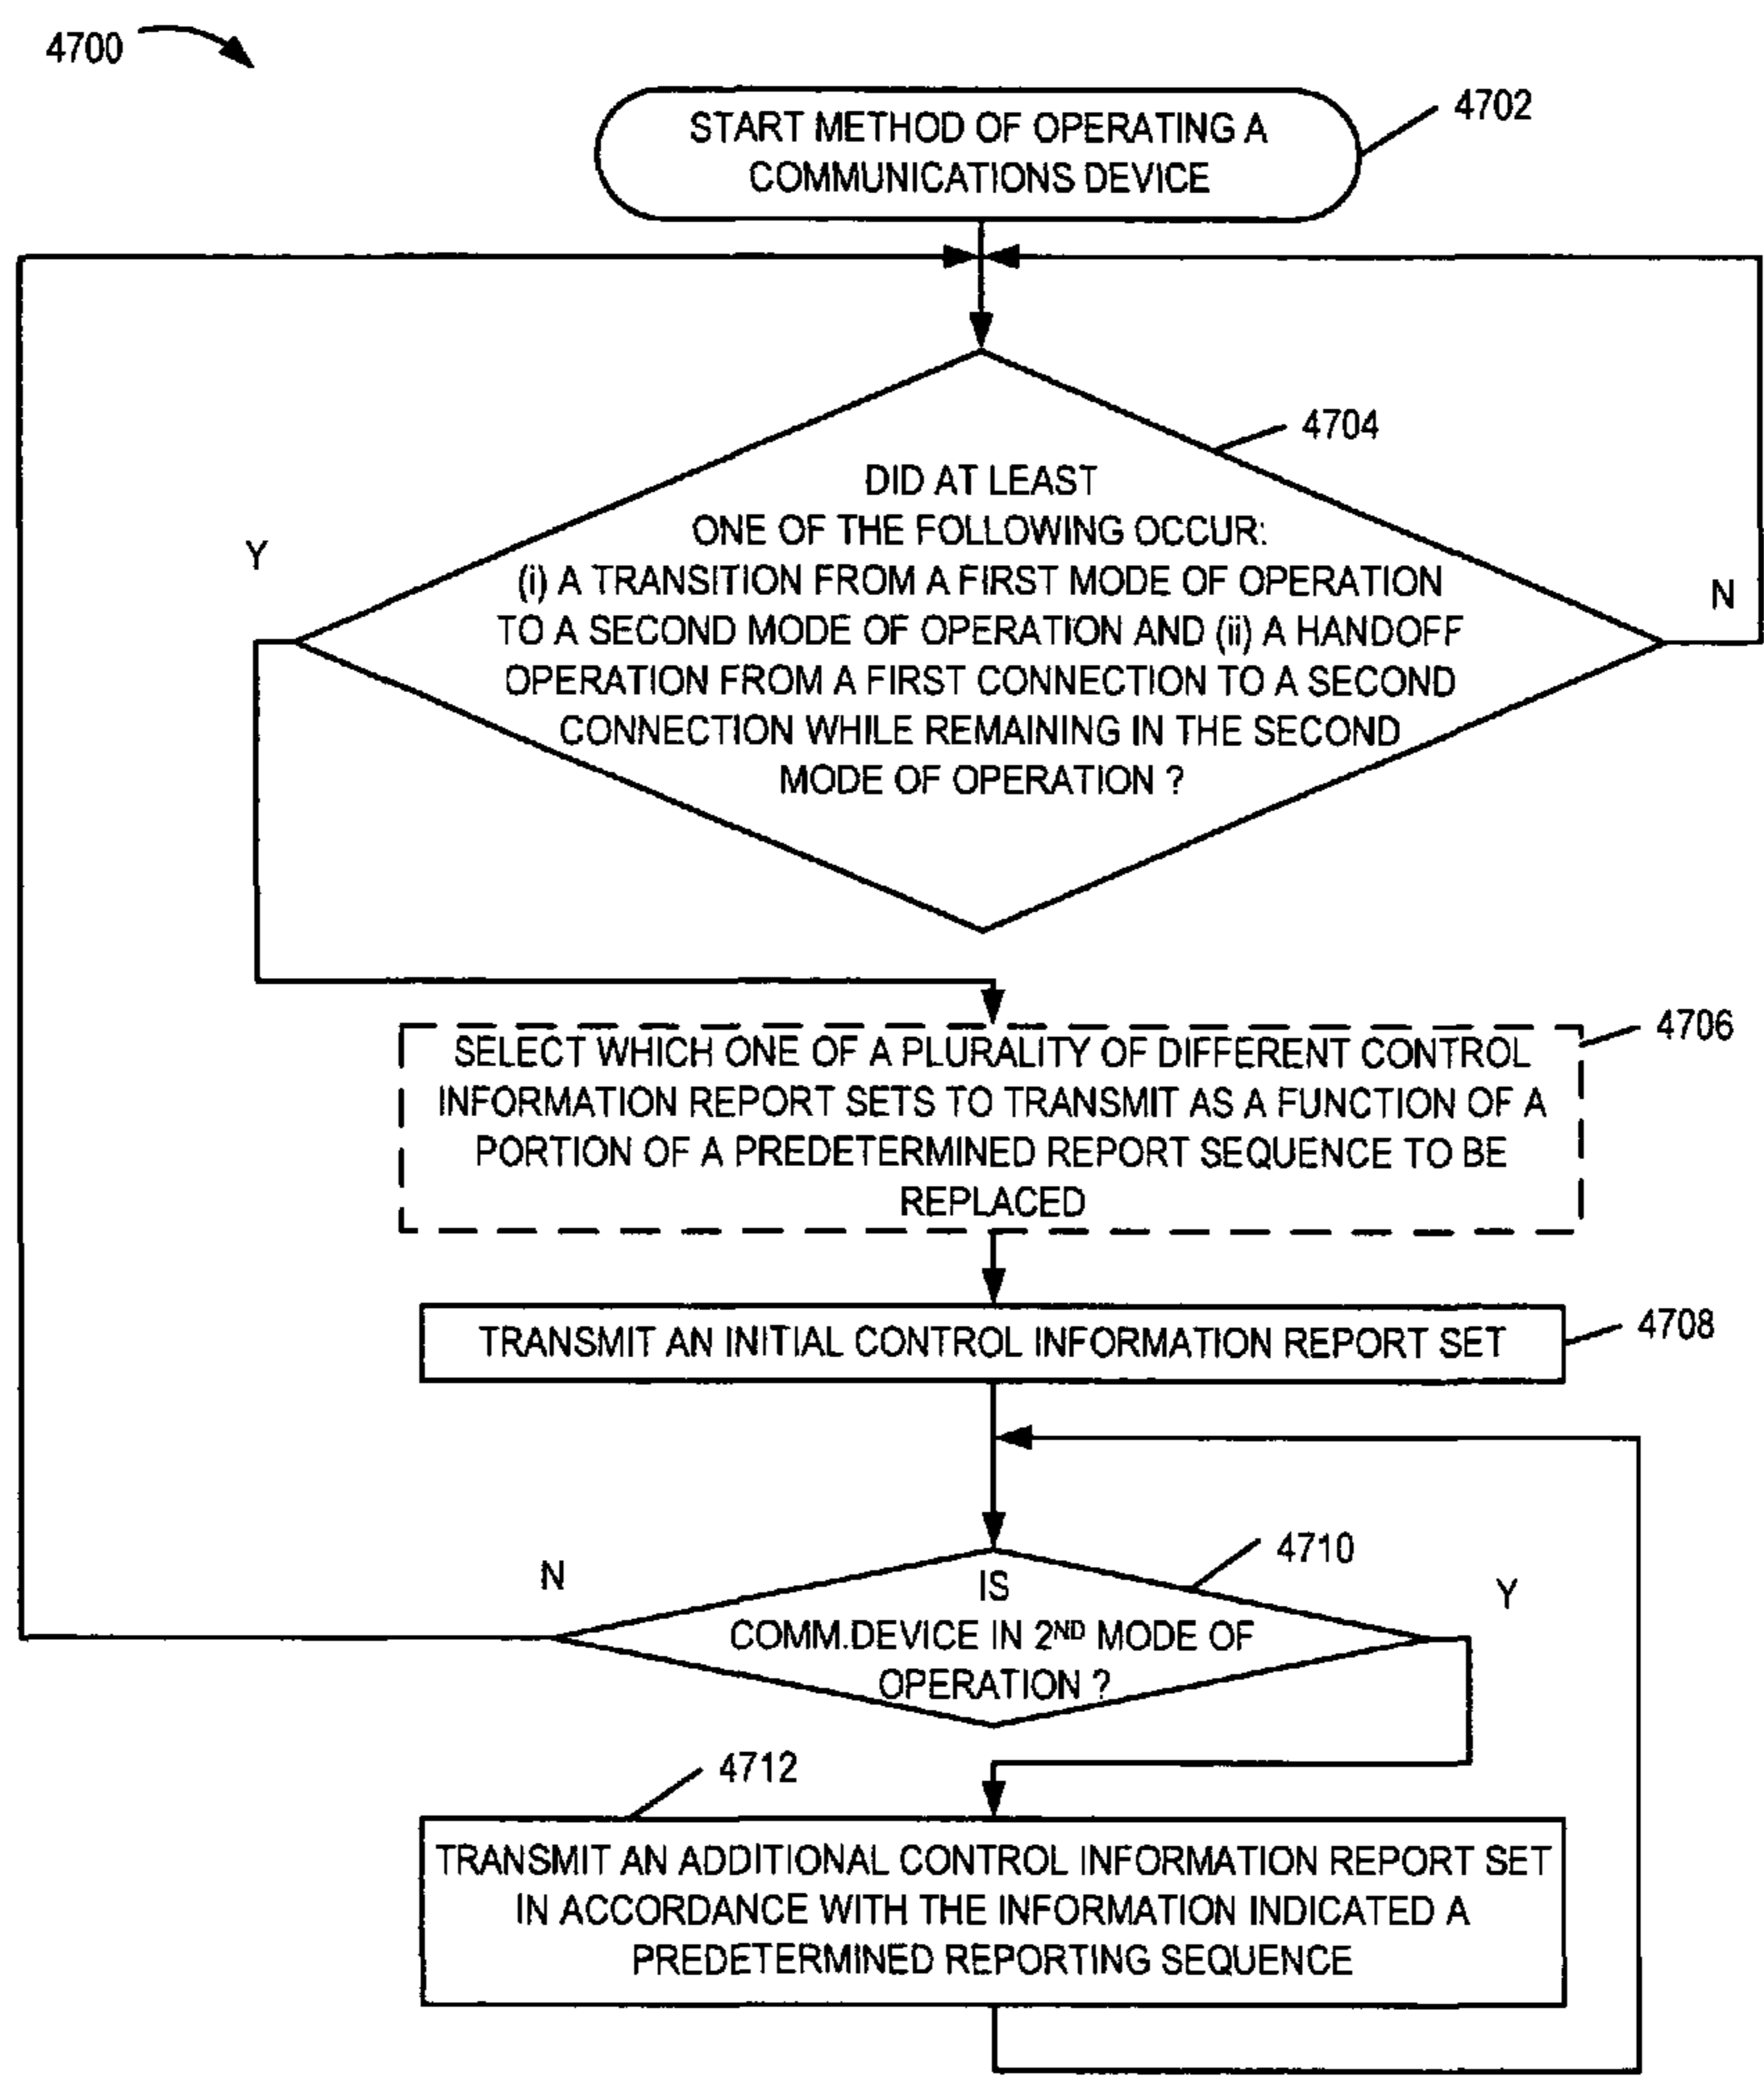 4700
START METHOD OF OPERATING A
COMMUNICATIONS DEVICE
4702
4704
DID AT LEAST
ONE OF THE FOLLOWING OCCUR:
(i) A TRANSITION FROM A FIRST MODE OF OPERATION
TO A SECOND MODE OF OPERATION AND (ii) A HANDOFF
OPERATION FROM A FIRST CONNECTION TO A SECOND
CONNECTION WHILE REMAINING IN THE SECOND
MODE OF OPERATION ?
Y
N
4706
SELECT WHICH ONE OF A PLURALITY OF DIFFERENT CONTROL
INFORMATION REPORT SETS TO TRANSMIT AS A FUNCTION OF A
PORTION OF A PREDETERMINED REPORT SEQUENCE TO BE
REPLACED
TRANSMIT AN INITIAL CONTROL INFORMATION REPORT SET
4708
4710
N
IS
COMM.DEVICE IN 2ND MODE OF
OPERATION ?
Y
4712
TRANSMIT AN ADDITIONAL CONTROL INFORMATION REPORT SET
IN ACCORDANCE WITH THE INFORMATION INDICATED A
PREDETERMINED REPORTING SEQUENCE